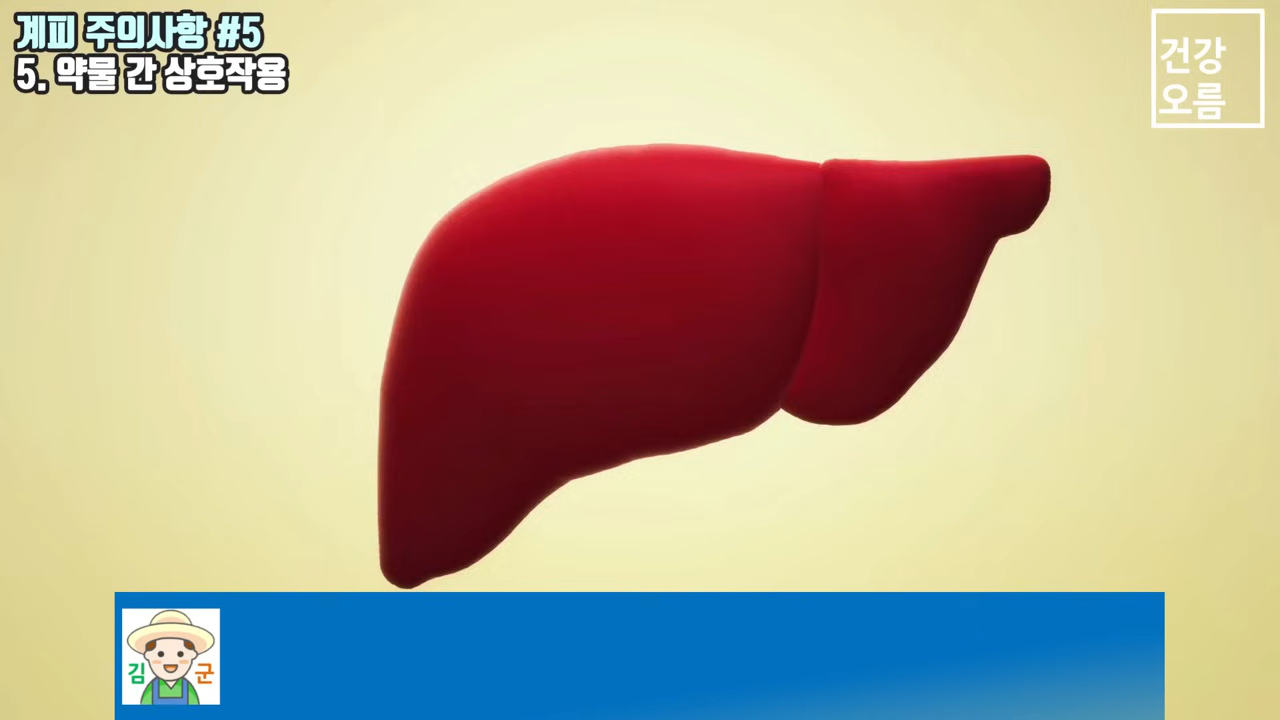 계피 주의사항 #5
5. 약물 간 상호작용
건강
오름
김 군